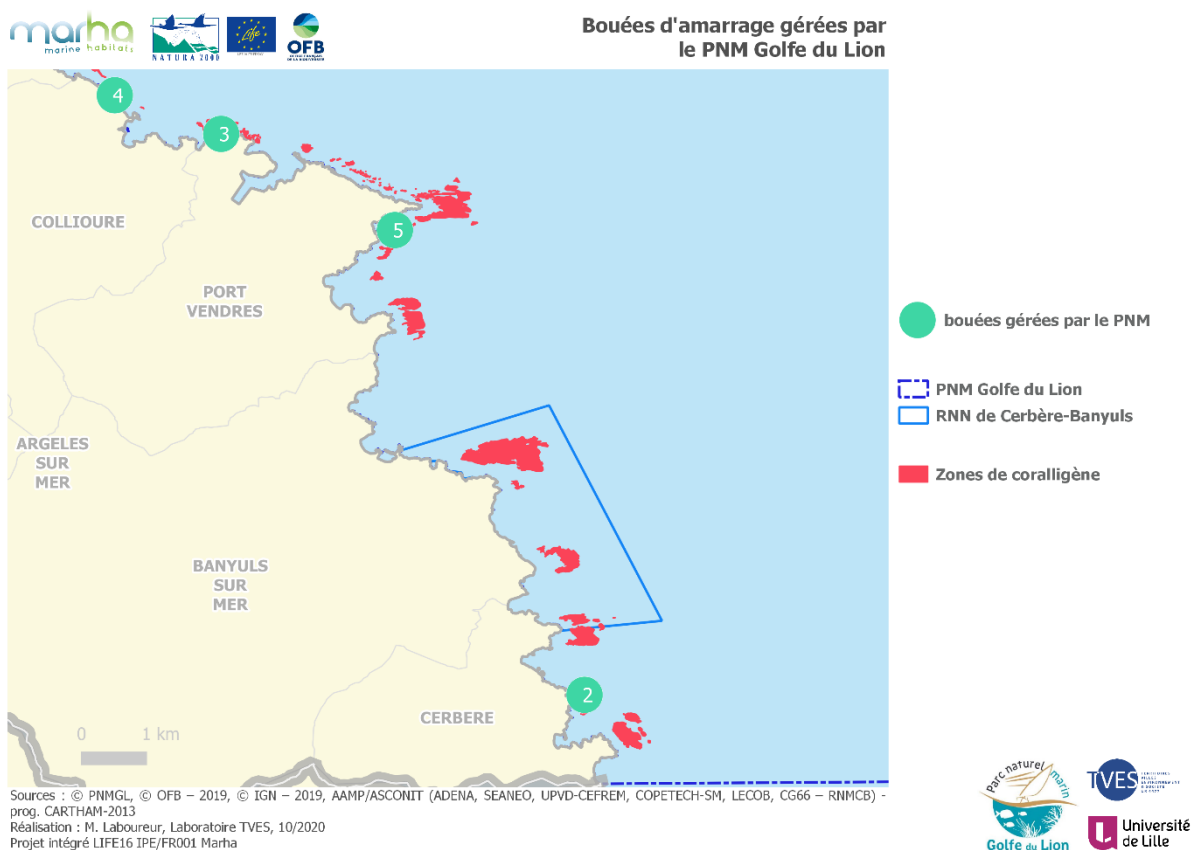 marha
marine habitats
NATURA 2000
Life
OFB
Bouées d'amarrage gérées par
le PNM Golfe du Lion
4
3
COLLIOURE
5
PORT
VENDRES
bouées gérées par le PNM
PNM Golfe du Lion
RNN de Cerbère-Banyuls
ARGELES
SUR
MER
Zones de coralligène
BANYULS
SUR
MER
2
CERBERE
0 1 km
Sources : © PNMGL, © OFB – 2019, © IGN – 2019, AAMP/ASCONIT (ADENA, SEANEO, UPVD-CEFREM, COPETECH-SM, LECOB, CG66 – RNMCB) -
prog. CARTHAM-2013
Réalisation : M. Laboureur, Laboratoire TVES, 10/2020
Projet intégré LIFE16 IPE/FR001 Marha
Parc naturel marin
Golfe du Lion
TVES
Université
de Lille